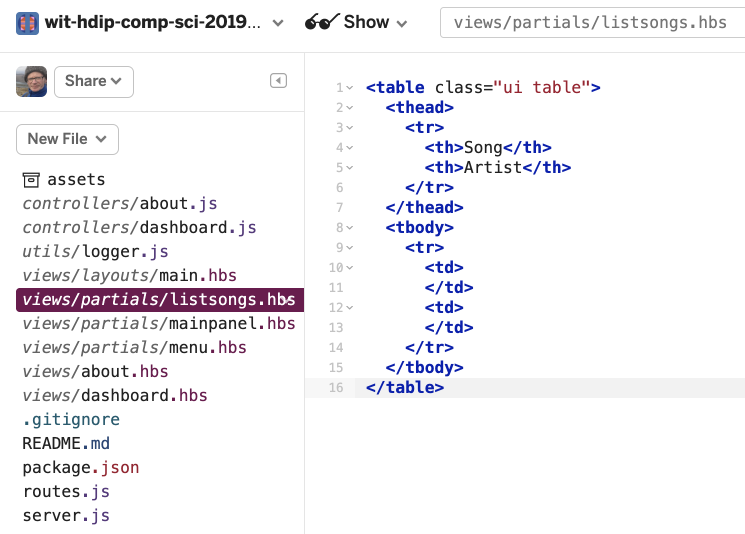 wit-hdip-comp-sci-2019... Show views/partials/listsongs.hbs
Share
New File
assets
controllers/about.js
controllers/dashboard.js
utils/logger.js
views/layouts/main.hbs
views/partials/listsongs.hbs
views/partials/mainpanel.hbs
views/partials/menu.hbs
views/about.hbs
views/dashboard.hbs
.gitignore
README.md
package.json
routes.js
server.js
1 <table class="ui table">
2 <thead>
3 <tr>
4 <th>Song</th>
5 <th>Artist</th>
6 </tr>
7 </thead>
8 <tbody>
9 <tr>
10 <td>
11 </td>
12 <td>
13 </td>
14 </tr>
15 </tbody>
16 </table>